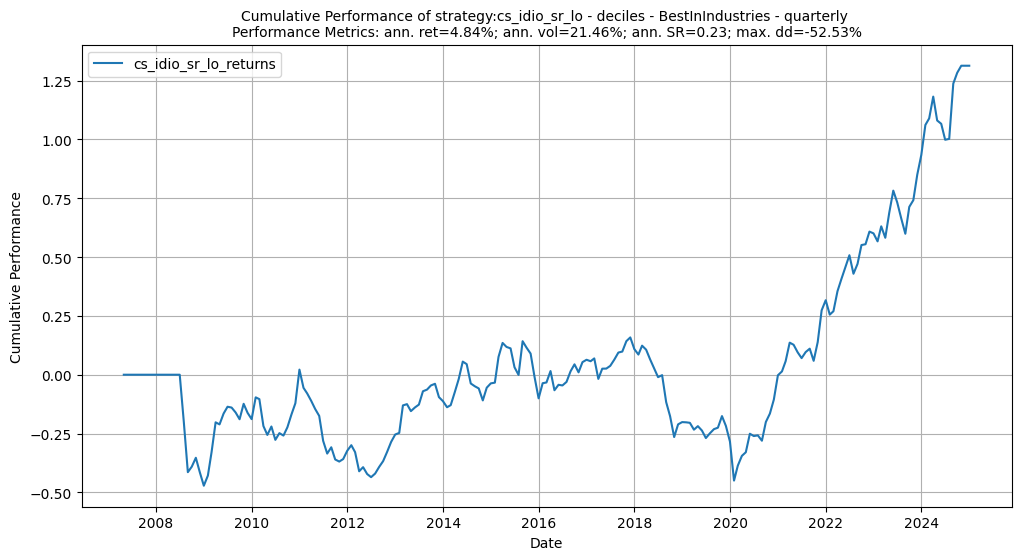 Cumulative Performance of strategy:cs_idio_sr_lo - deciles - BestInIndustries - quarterly
Performance Metrics: ann. ret=4.84%; ann. vol=21.46%; ann. SR=0.23; max. dd=-52.53%
cs_idio_sr_lo_returns
Cumulative Performance
1.25
1.00
0.75
0.50
0.25
0.00
−0.25
−0.50
2008 2010 2012 2014 2016 2018 2020 2022 2024
Date